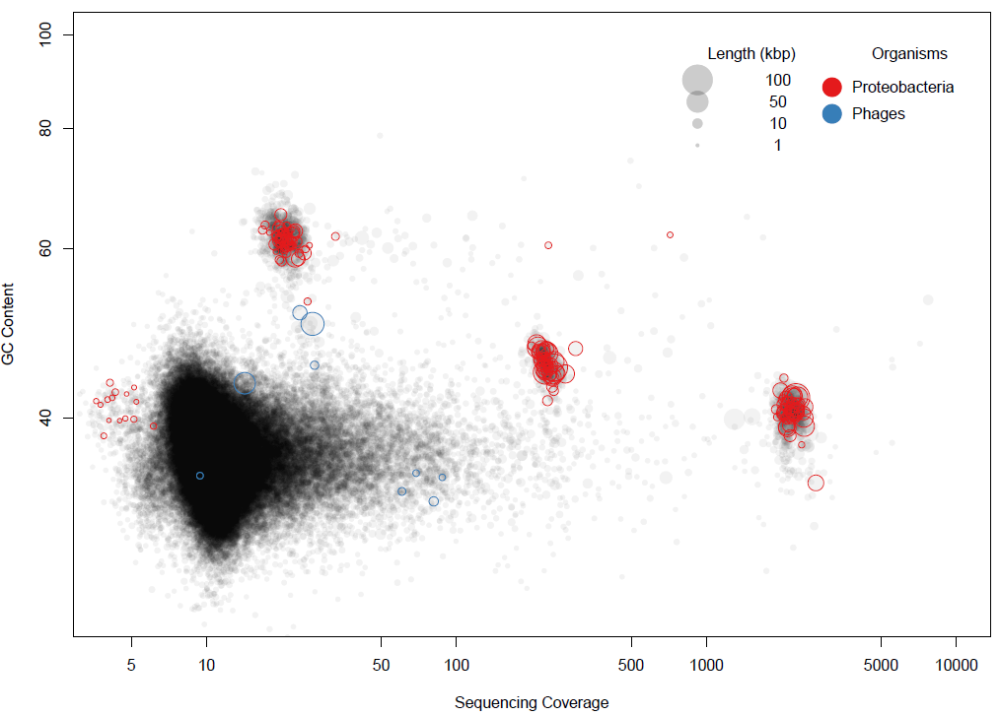 Length (kbp)
100
50
10
1
Organisms
Proteobacteria
Phages
GC Content
100
80
60
40
5 10 50 100 500 1000 5000 10000
Sequencing Coverage